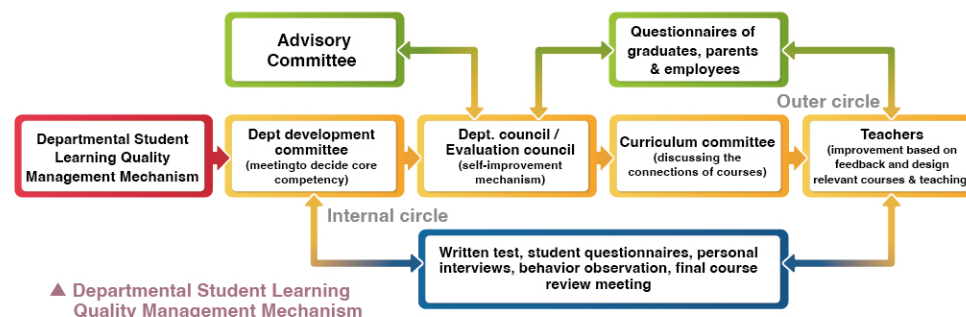 Advisory
Committee
Questionnaires of
graduates, parents
& employees
Outer circle
Departmental Student
Learning Quality
Management Mechanism
Dept development
committee
(meetingto decide core
competency)
Dept. council /
Evaluation council
(self-improvement
mechanism)
Curriculum committee
(discussing the
connections of courses)
Teachers
(improvement based on
feedback and design
relevant courses & teaching)
Internal circle
Written test, student questionnaires, personal
interviews, behavior observation, final course
review meeting
▲ Departmental Student Learning
Quality Management Mechanism